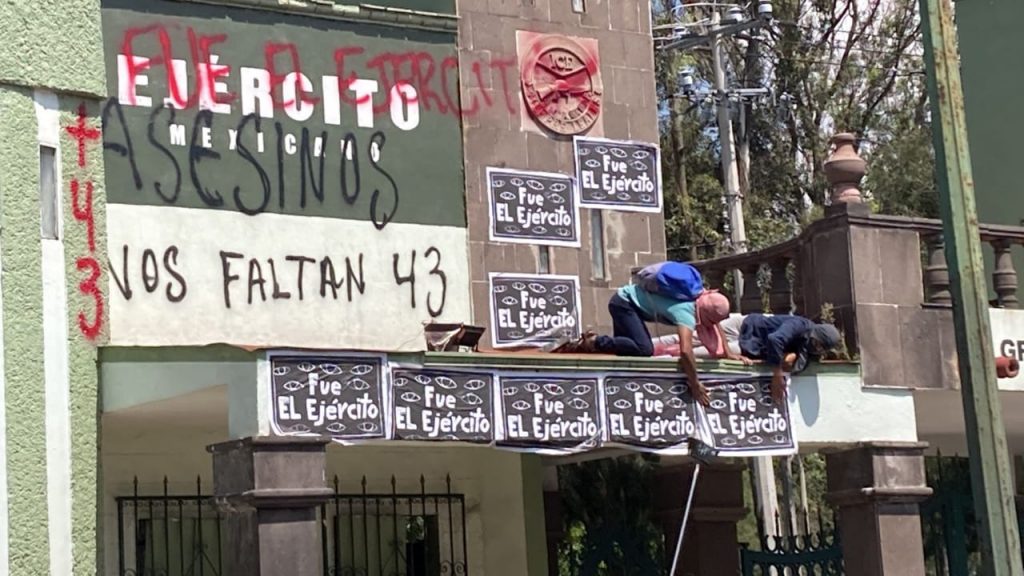 FUE EL EJERCITO
EJÉRCITO
MEXICANO
ASESINOS
NOS FALTAN 43
+
43
Fue
EL Ejército
Fue
EL Ejército
Fue
EL Ejército
Fue
EL Ejército
Fue
EL Ejército
Fue
EL Ejército
Fue
EL Ejército
Fue
EL Ejército